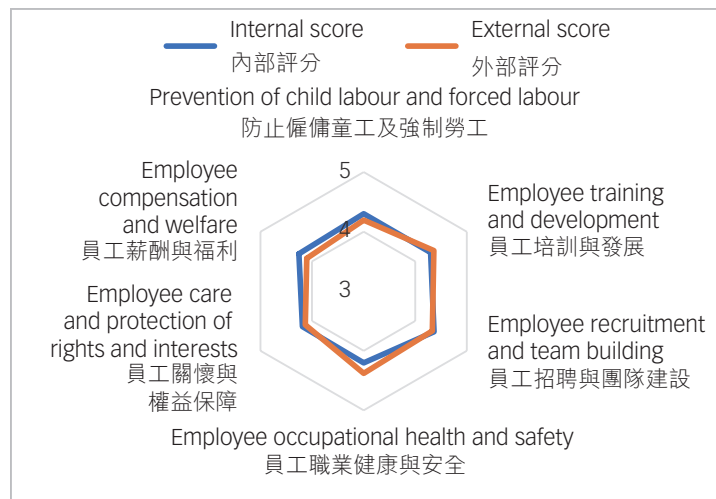 Internal score
內部評分
External score
外部評分
Prevention of child labour and forced labour
防止僱傭童工及強制勞工
5
4
3
Employee training
and development
員工培訓與發展
Employee recruitment
and team building
員工招聘與團隊建設
Employee occupational health and safety
員工職業健康與安全
Employee care
and protection of
rights and interests
員工關懷與
權益保障
Employee
compensation
and welfare
員工薪酬與福利